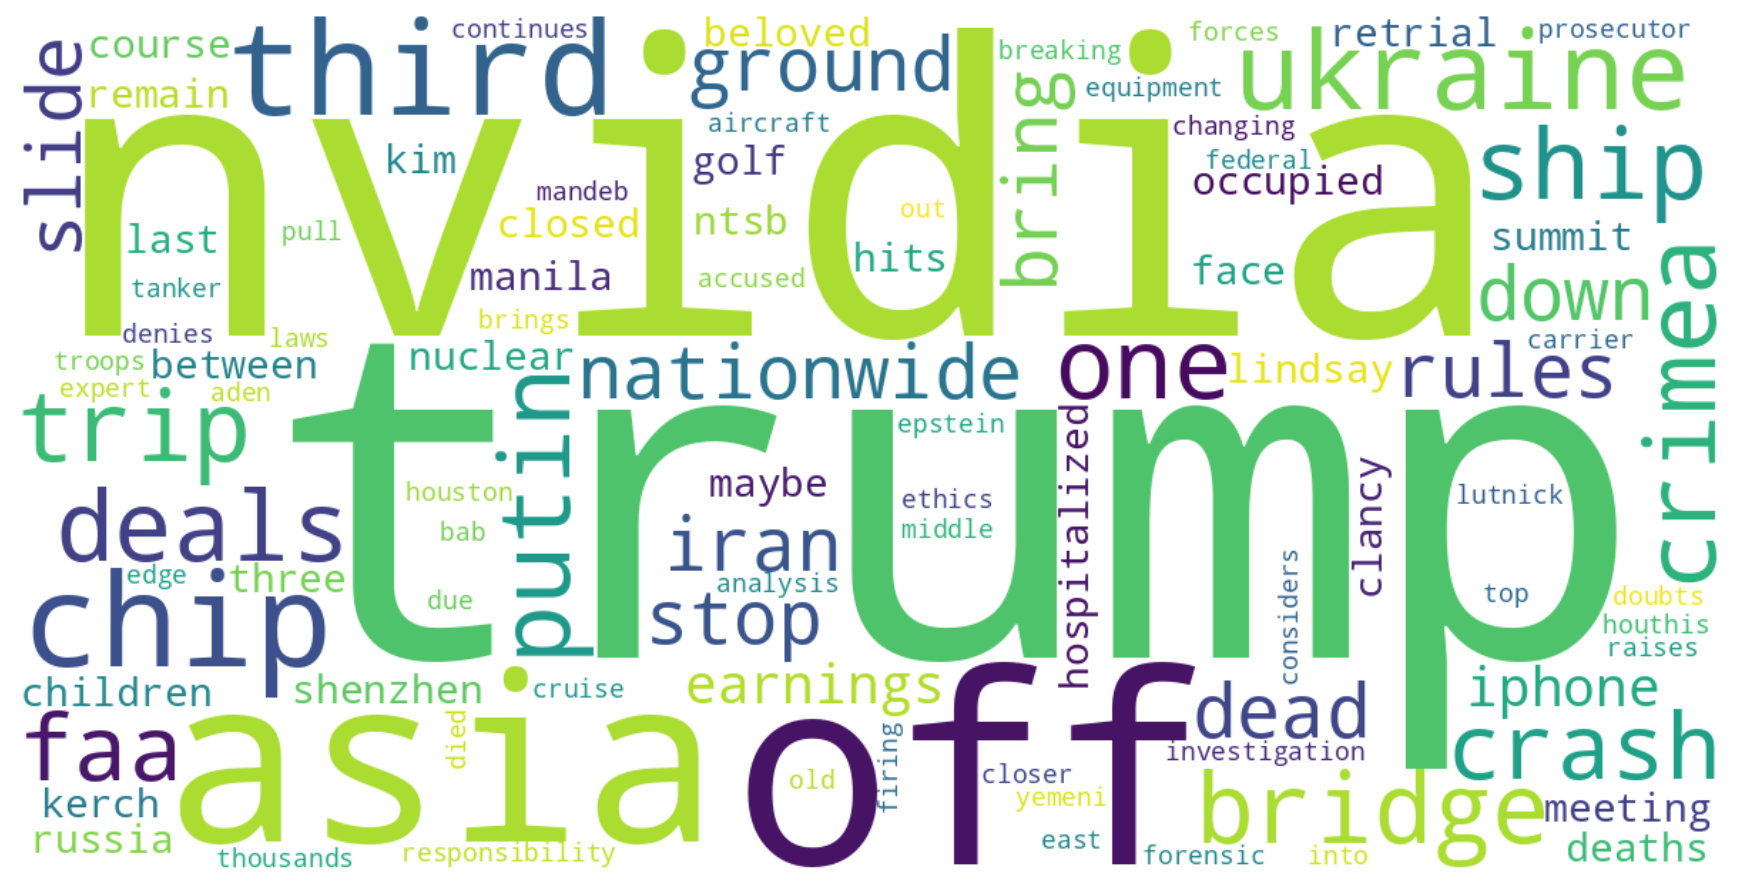 continues
beloved
forces
retrial
prosecutor
course
third
ground
breaking
ukraine
slide
remain
equipment
bring
nvidia
aircraft
changing
kim
golf
federal
ship
mandeb
occupied
last
pull
closed
ntsb
out
summit
manila
hits
face
tanker
accused
down
crimea
denies
laws
brings
carrier
troops
between
nuclear
nationwide
one
lindsay
rules
expert
aden
trip
putin
trump
epstein
hospitalized
deals
houston
maybe
ethics
clancy
lutnick
bab
iran
middle
edge
three
analysis
considers
chip
due
stop
top
doubts
houthis
raises
children
shenzhen
cruise
earnings
iphone
faa
asia
died
off
dead
crash
firing
investigation
kerch
old
closer
yemeni
bridge
meeting
russia
thousands
responsibility
east
forensic
into
deaths